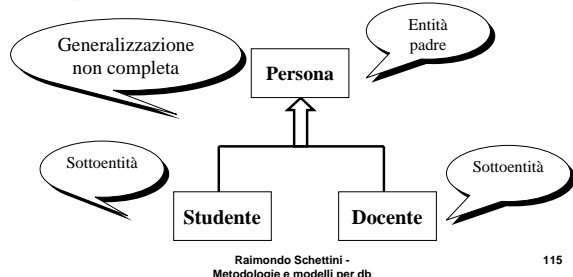 Generalizzazione
non completa
Entità
padre
Persona
Sottoentità
Sottoentità
Studente
Docente
Raimondo Schettini -
Metodologie e modelli per db
115